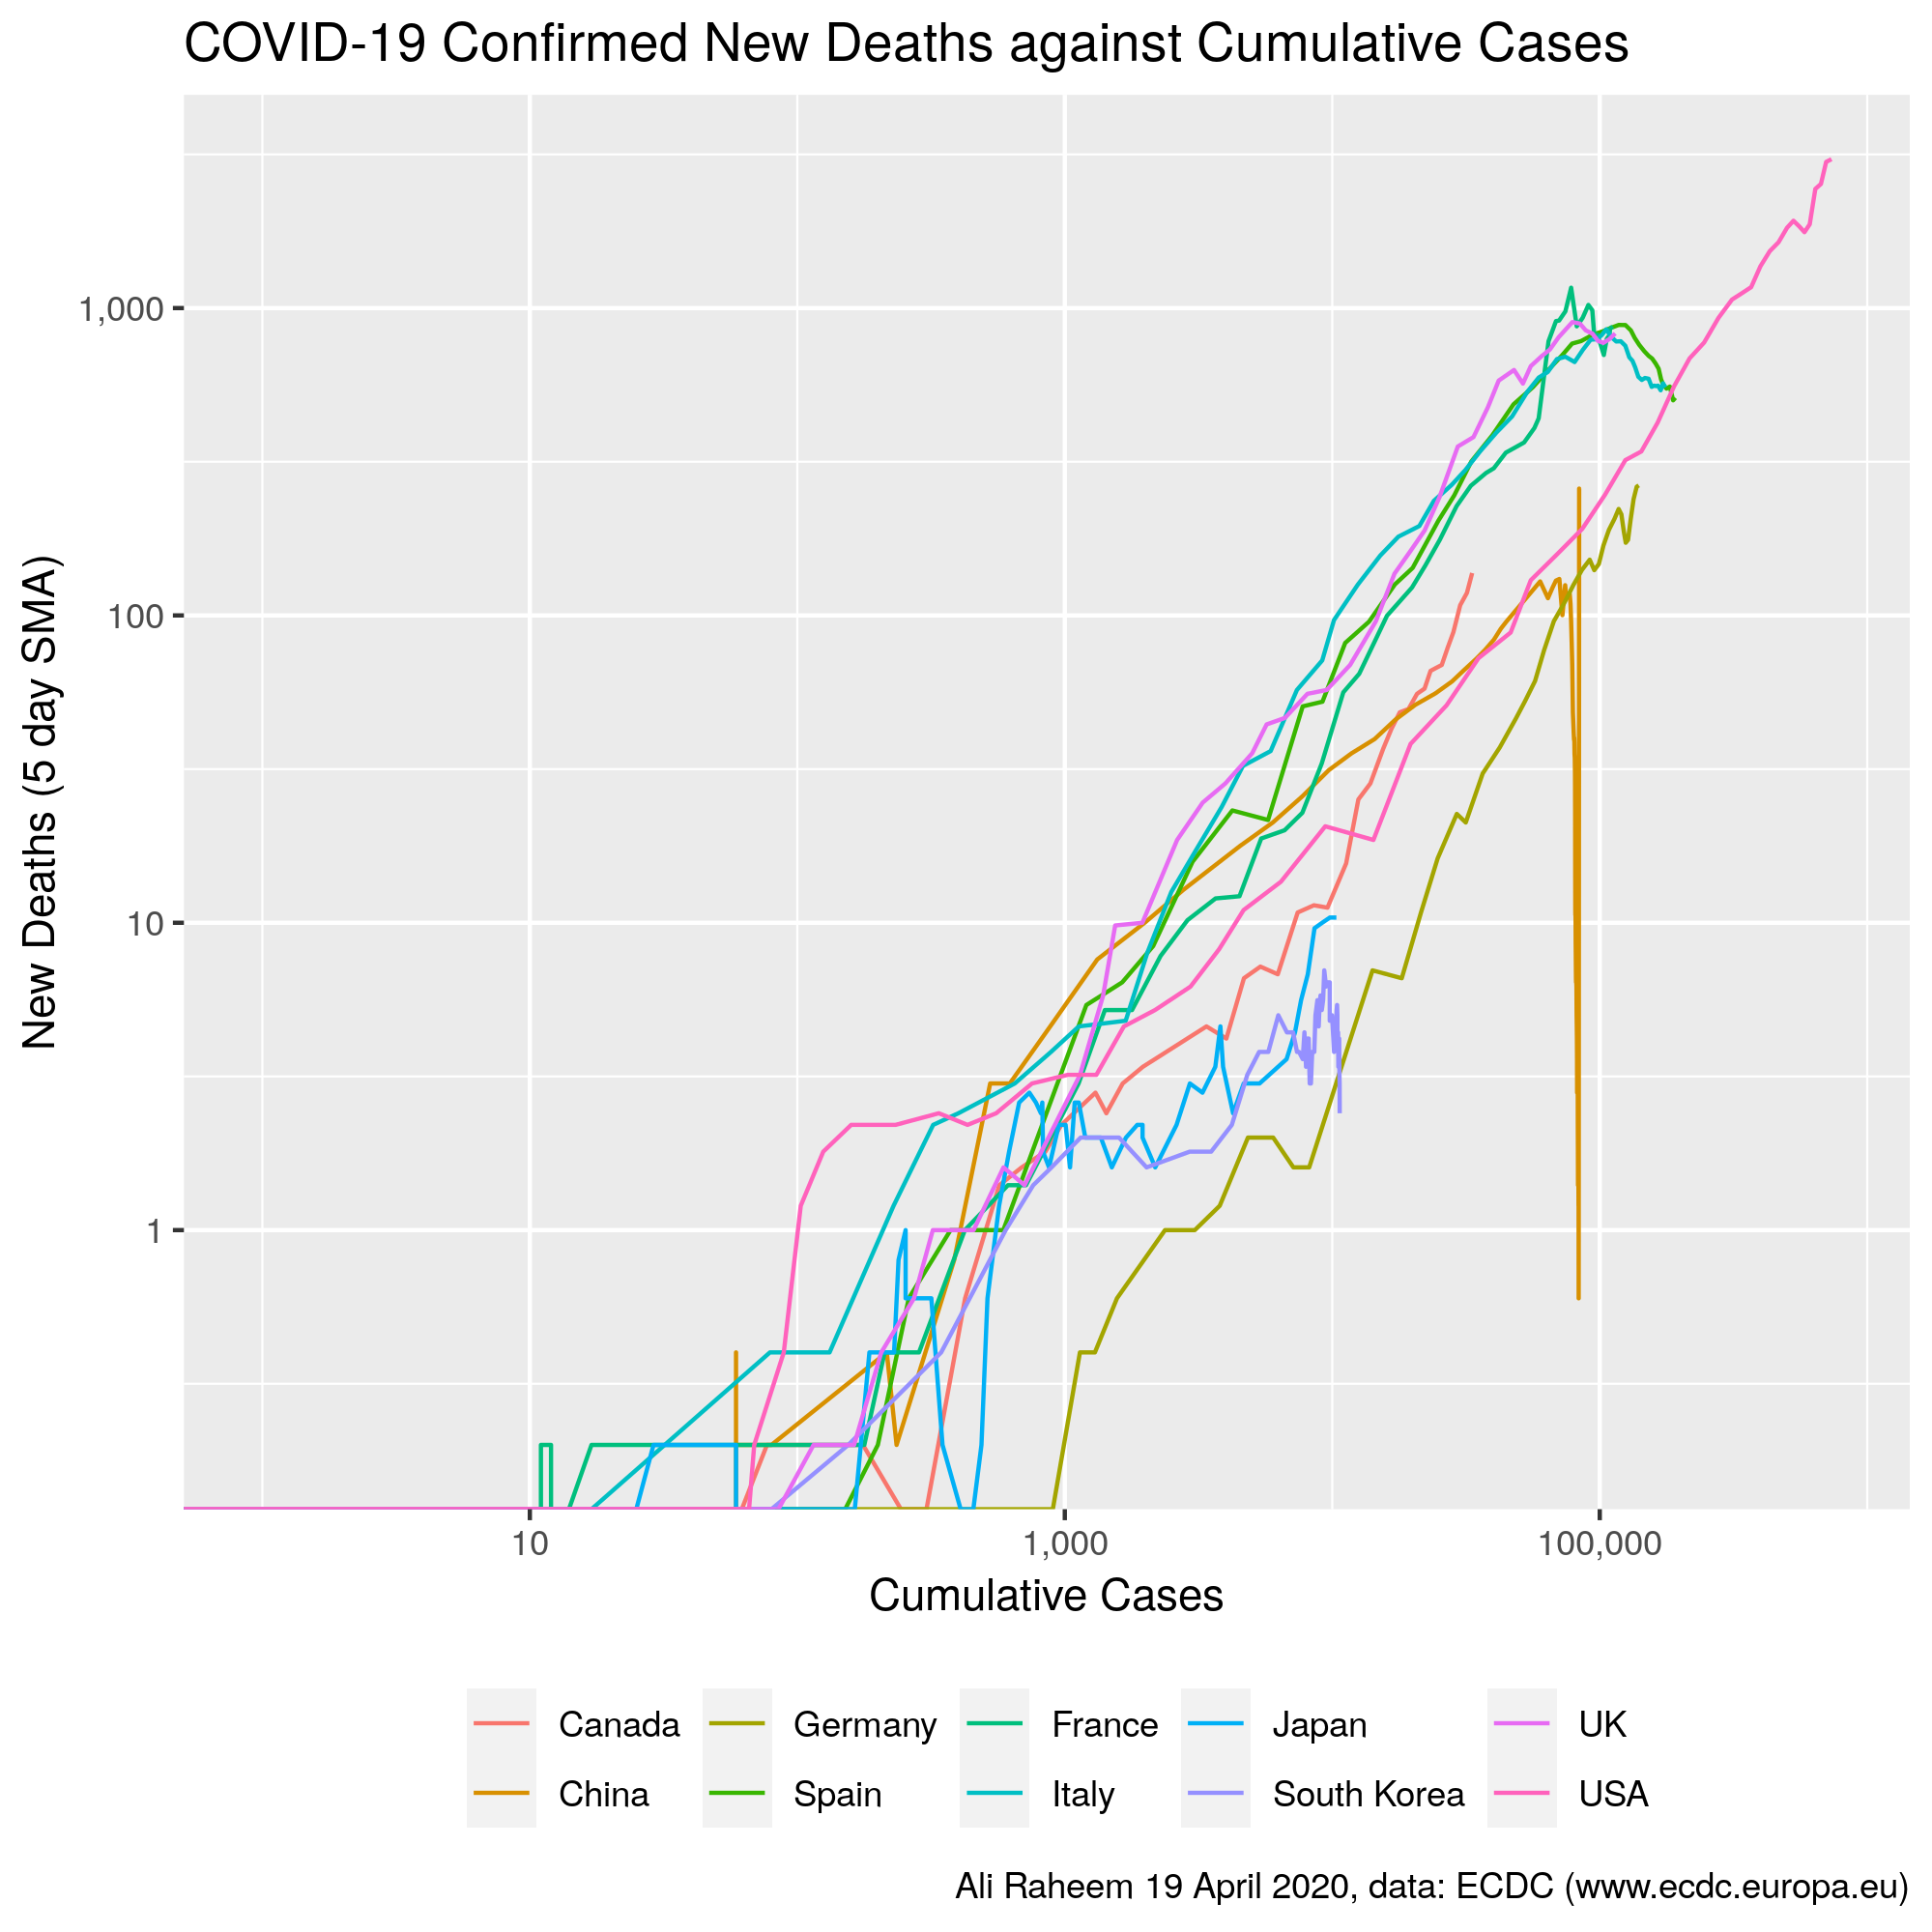 COVID-19 Confirmed New Deaths against Cumulative Cases
New Deaths (5 day SMA)
1,000
100
10
1
10 1,000 100,000
Cumulative Cases
Canada Germany France Japan UK
China Spain Italy South Korea USA
Ali Raheem 19 April 2020, data: ECDC (www.ecdc.europa.eu)